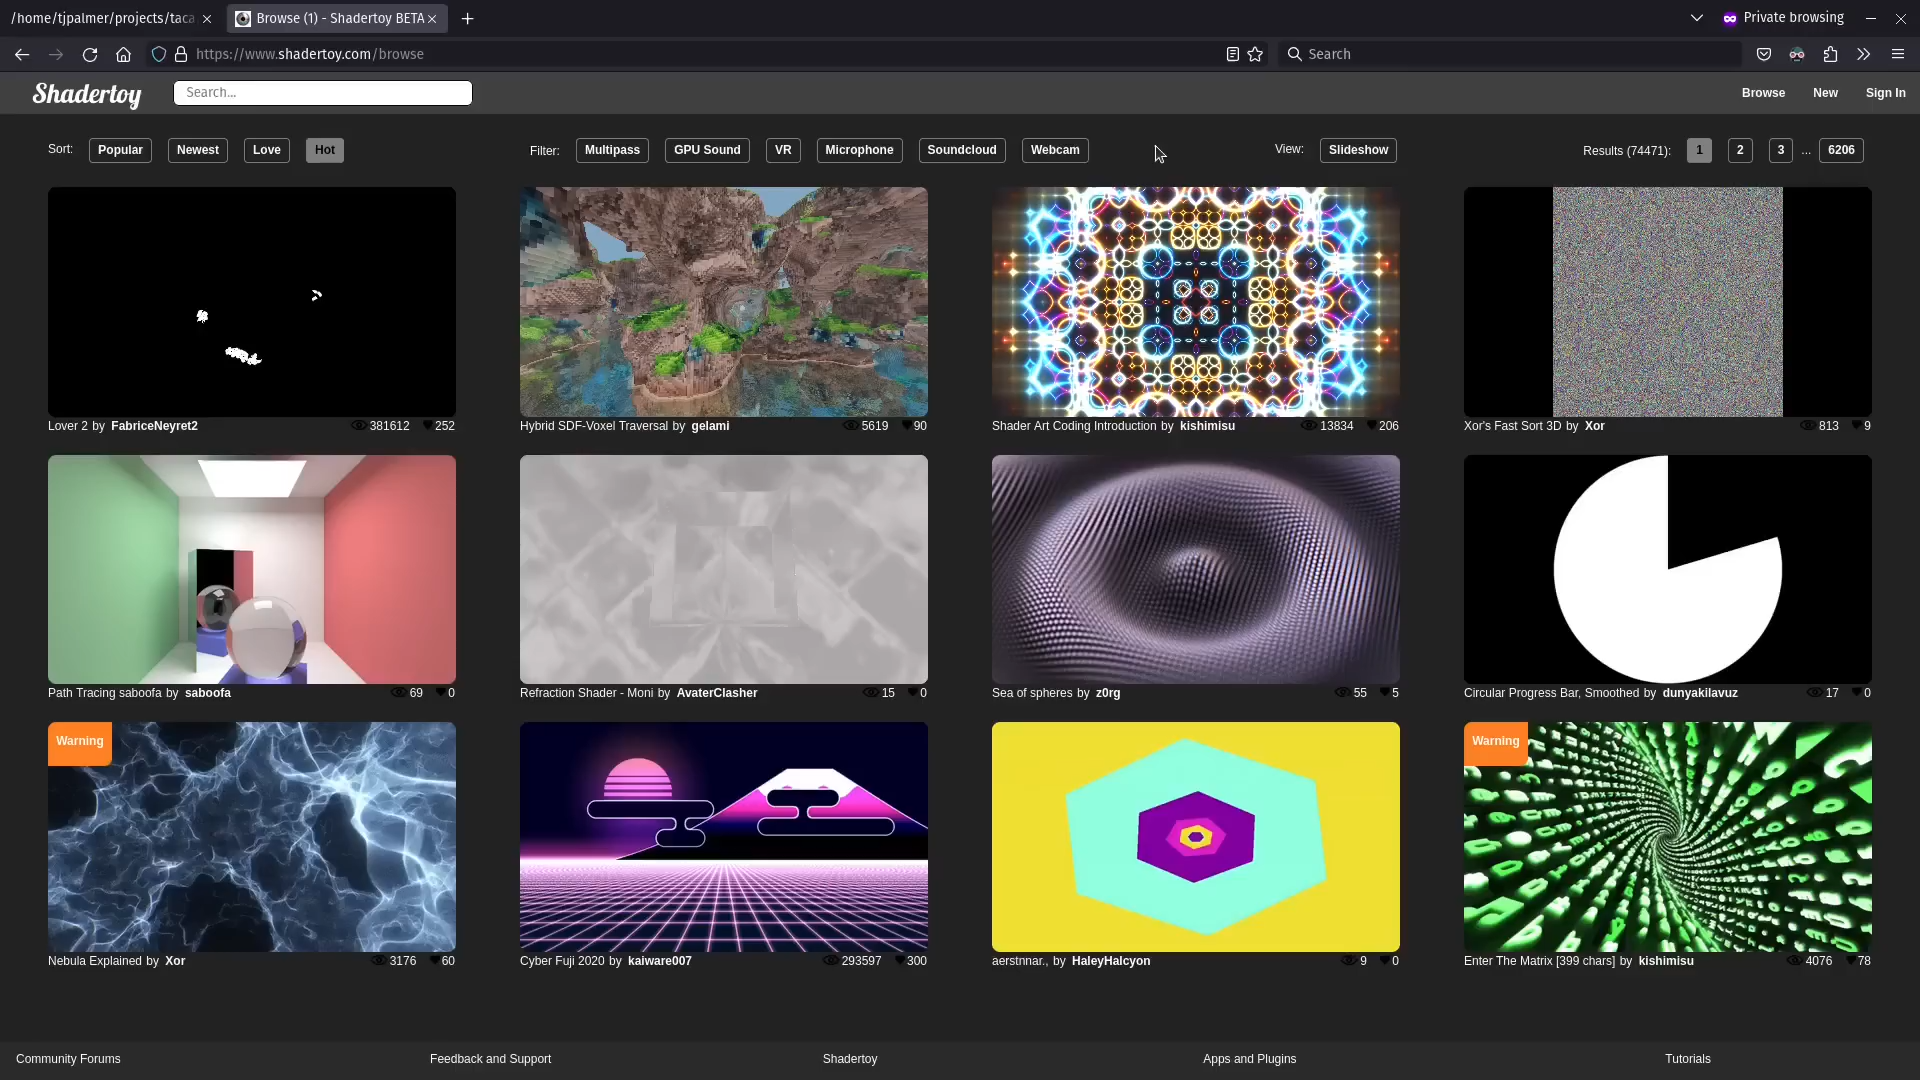 /home/tjpalmer/projects/taca
Browse (1) - Shadertoy BETA
Private browsing
https://www.shadertoy.com/browse
Search
Shadertoy
Search...
Browse
New
Sign In
Sort:
Popular
Newest
Love
Hot
Filter:
Multipass
GPU Sound
VR
Microphone
Soundcloud
Webcam
View:
Slideshow
Results (74471):
1
2
3
...
6206
Lover 2 by FabriceNeyret2
381612
252
Hybrid SDF-Voxel Traversal by gelami
5619
90
Shader Art Coding Introduction by kishimisu
13834
206
Xor's Fast Sort 3D by Xor
813
9
Path Tracing saboofa by saboofa
69
0
Refraction Shader - Moni by AvaterClasher
15
0
Sea of spheres by z0rg
55
5
Circular Progress Bar, Smoothed by dunyakilavuz
17
0
Warning
Nebula Explained by Xor
3176
60
Cyber Fuji 2020 by kaiware007
293597
300
aerstnnar., by HaleyHalcyon
9
0
Warning
Enter The Matrix [399 chars] by kishimisu
4076
78
Community Forums
Feedback and Support
Shadertoy
Apps and Plugins
Tutorials